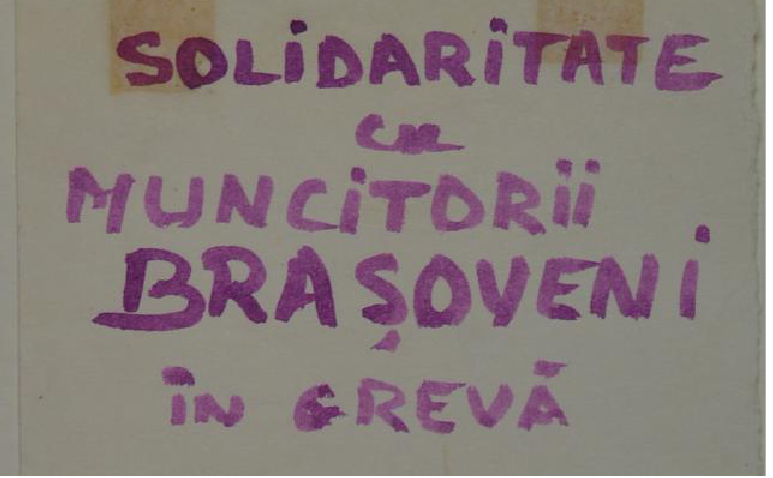 SOLiDARiTATE
cu
MUNCiTORii
BRAȘOVENi
ÎN GREVĂ